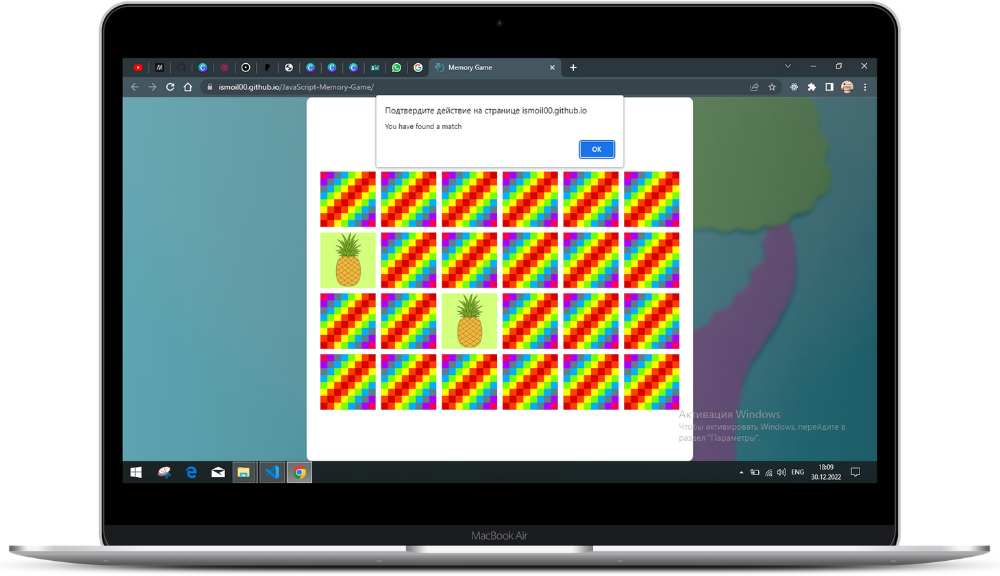 Memory Game
ismoil00.github.io/JavaScript-Memory-Game/
Подтвердите действие на странице ismoil00.github.io
You have found a match
OK
Активация Windows
Чтобы активировать Windows, перейдите в
раздел "Параметры".
ENG
18:09
30.12.2022
MacBook Air